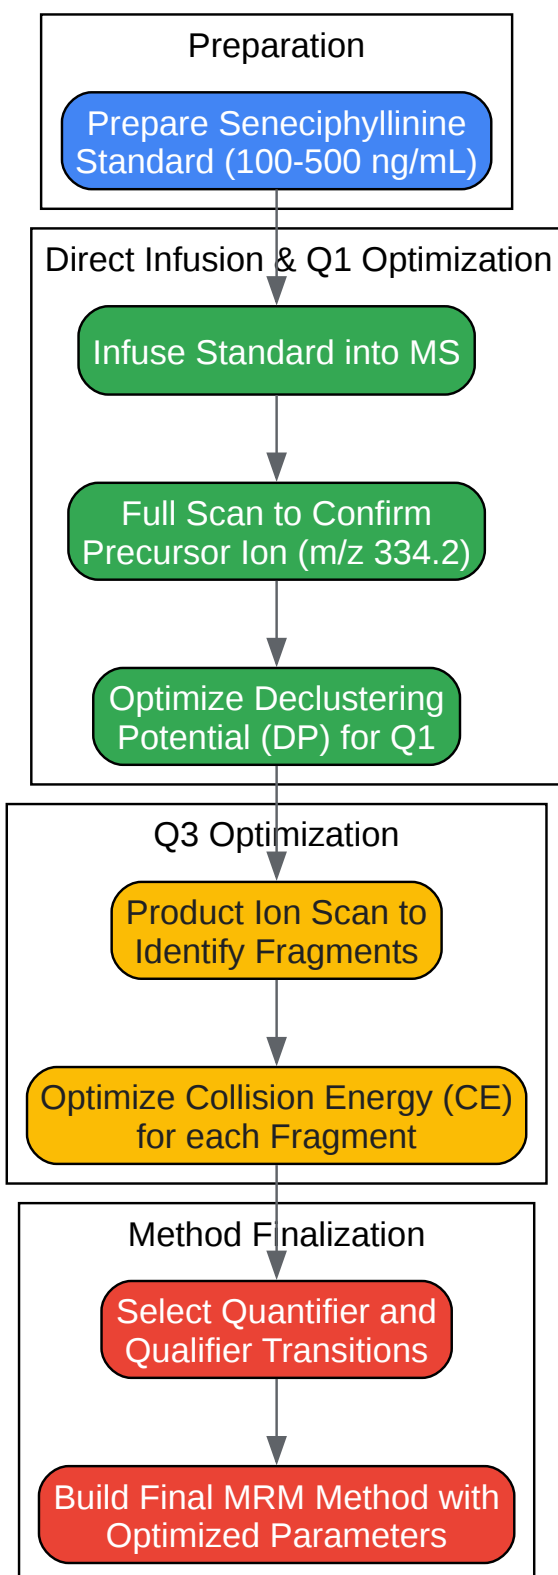 Preparation
Prepare Seneciphyllinine
Standard (100-500 ng/mL)
Direct Infusion & Q1 Optimization
Infuse Standard into MS
Full Scan to Confirm
Precursor Ion (m/z 334.2)
Optimize Declustering
Potential (DP) for Q1
Q3 Optimization
Product Ion Scan to
Identify Fragments
Optimize Collision Energy (CE)
for each Fragment
Method Finalization
Select Quantifier and
Qualifier Transitions
Build Final MRM Method with
Optimized Parameters